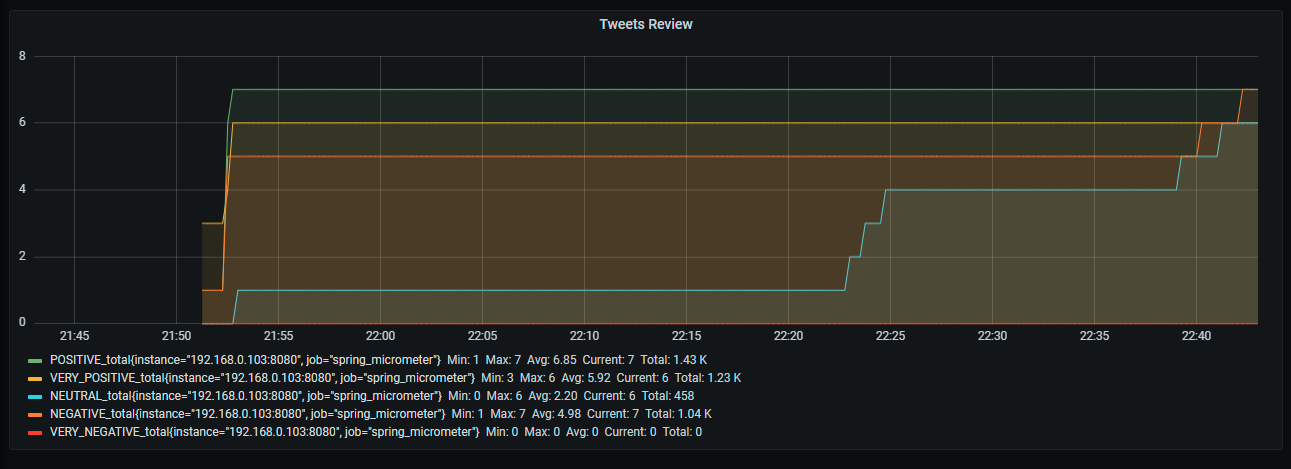 Tweets Review
8
6
4
2
0
21:45 21:50 21:55 22:00 22:05 22:10 22:15 22:20 22:25 22:30 22:35 22:40
POSITIVE_total{instance="192.168.0.103:8080", job="spring_micrometer"} Min: 1 Max: 7 Avg: 6.85 Current: 7 Total: 1.43 K
VERY_POSITIVE_total{instance="192.168.0.103:8080", job="spring_micrometer"} Min: 3 Max: 6 Avg: 5.92 Current: 6 Total: 1.23 K
NEUTRAL_total{instance="192.168.0.103:8080", job="spring_micrometer"} Min: 0 Max: 6 Avg: 2.20 Current: 6 Total: 458
NEGATIVE_total{instance="192.168.0.103:8080", job="spring_micrometer"} Min: 1 Max: 7 Avg: 4.98 Current: 7 Total: 1.04 K
VERY_NEGATIVE_total{instance="192.168.0.103:8080", job="spring_micrometer"} Min: 0 Max: 0 Avg: 0 Current: 0 Total: 0